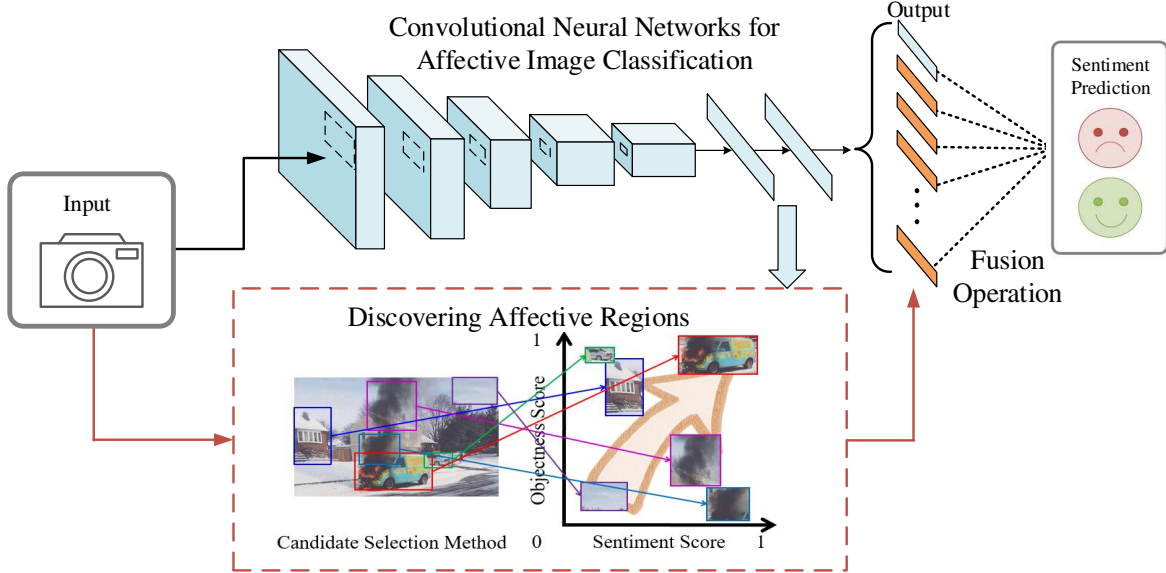 Convolutional Neural Networks for
Affective Image Classification
Output
Sentiment
Prediction
Input
Fusion
Operation
Discovering Affective Regions
1
Objectness Score
Candidate Selection Method
0
Sentiment Score
1